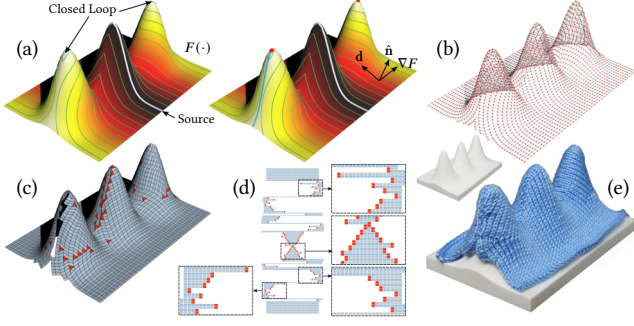 Closed Loop
(a)
F(·)
Source
d
n̂
∇F
(b)
(c)
(d)
(e)